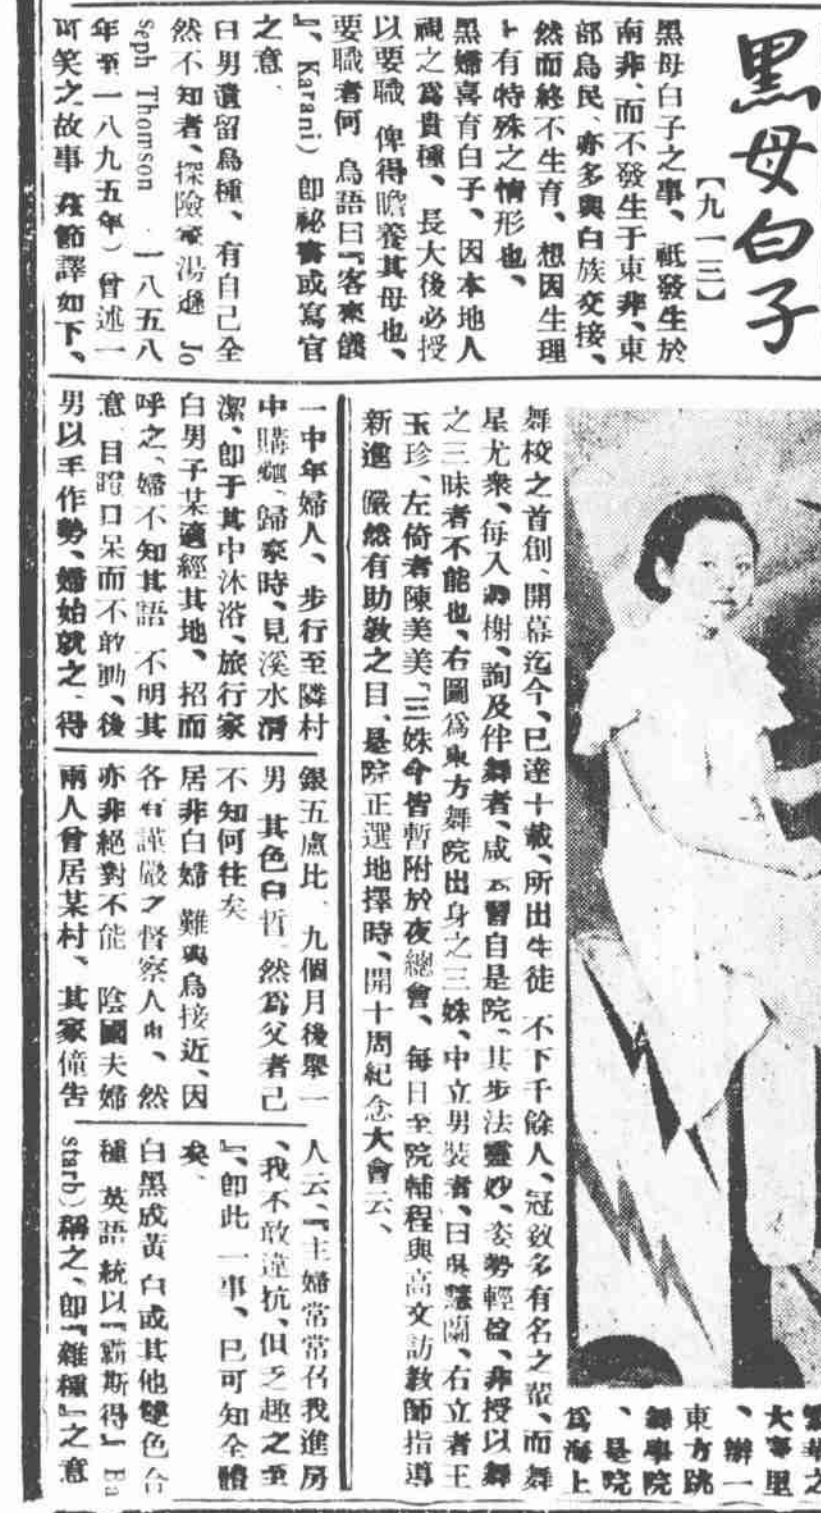 黑母白子
【九一三】
黑母白子之事、祇發生於
南非、而不發生于東非、東
部烏民、亦多與白族交接、
然而終不生育、想因生理
上有特殊之情形也、
黑婦喜育白子、因本地人
視之爲貴種、長大後必授
以要職 俾得瞻養其母也、
要職者何 烏語曰『客來饑
』、Karani）卽祕書或寫官
之意、
白男遺留烏種、有自己全
然不知者、探險家湯遜 Jo
Seph Thomson 一八五八
年至一八九五年）曾述一
可笑之故事 茲節譯如下、
一中年婦人、步行至隣村
中購麵、歸家時、見溪水清
潔、卽于其中沐浴、旅行家
白男子某適經其地、招而
呼之、婦不知其語 不明其
意 目瞪口呆而不敢動、後
男以手作勢、婦始就之、得
銀五盧比、九個月後舉一
男 其色白晳 然爲父者己
不知何往矣
居非白婦 難與烏接近、因
各有謹嚴之督察人也、然
亦非絕對不能 陰國夫婦
兩人曾居某村、其家僮告
人云、『主婦常常召我進房
、我不敢違抗、但乏趣之至
』、卽此一事、已可知全體
矣、
白黑成黃白或其他雙色合
種 英語統以『霸斯得』Ba
starb）稱之、卽『雜種』之意
大寧里
、辦一
東方跳
舞學院
、是院
爲海上
舞校之首創、開幕迄今、已達十載、所出生徒 不下千餘人、冠致多有名之輩、而舞
星尤衆、每入舞榭、詢及伴舞者、咸云習自是院、其步法靈妙、姿勢輕盈、非授以舞
之三昧者不能也、右圖爲東方舞院出身之三姝、中立男裝者、曰吳慧蘭、右立者王
玉珍、左倚者陳美美、三姝今皆暫附於夜總會、每日至院輔程與高文訪教師指導
新進 儼然有助敎之目、是院正選地擇時、開十周紀念大會云、